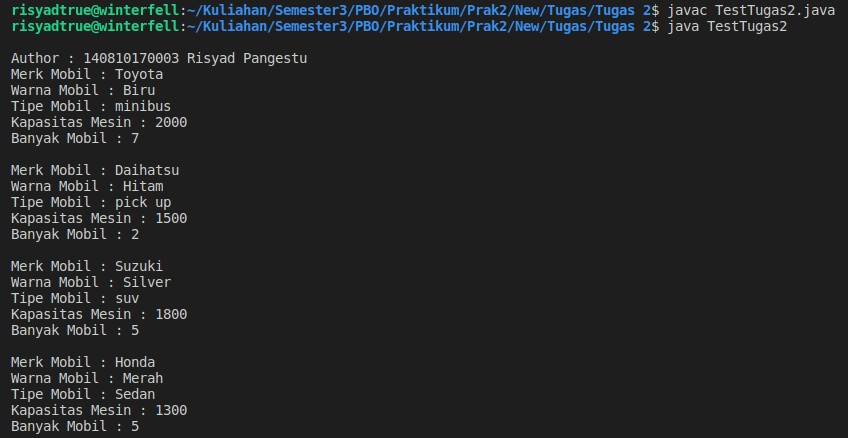 risyadtrue@winterfell:~/Kuliahan/Semester3/PBO/Praktikum/Prak2/New/Tugas/Tugas 2$ javac TestTugas2.java
risyadtrue@winterfell:~/Kuliahan/Semester3/PBO/Praktikum/Prak2/New/Tugas/Tugas 2$ java TestTugas2
Author : 140810170003 Risyad Pangestu
Merk Mobil : Toyota
Warna Mobil : Biru
Tipe Mobil : minibus
Kapasitas Mesin : 2000
Banyak Mobil : 7
Merk Mobil : Daihatsu
Warna Mobil : Hitam
Tipe Mobil : pick up
Kapasitas Mesin : 1500
Banyak Mobil : 2
Merk Mobil : Suzuki
Warna Mobil : Silver
Tipe Mobil : suv
Kapasitas Mesin : 1800
Banyak Mobil : 5
Merk Mobil : Honda
Warna Mobil : Merah
Tipe Mobil : Sedan
Kapasitas Mesin : 1300
Banyak Mobil : 5